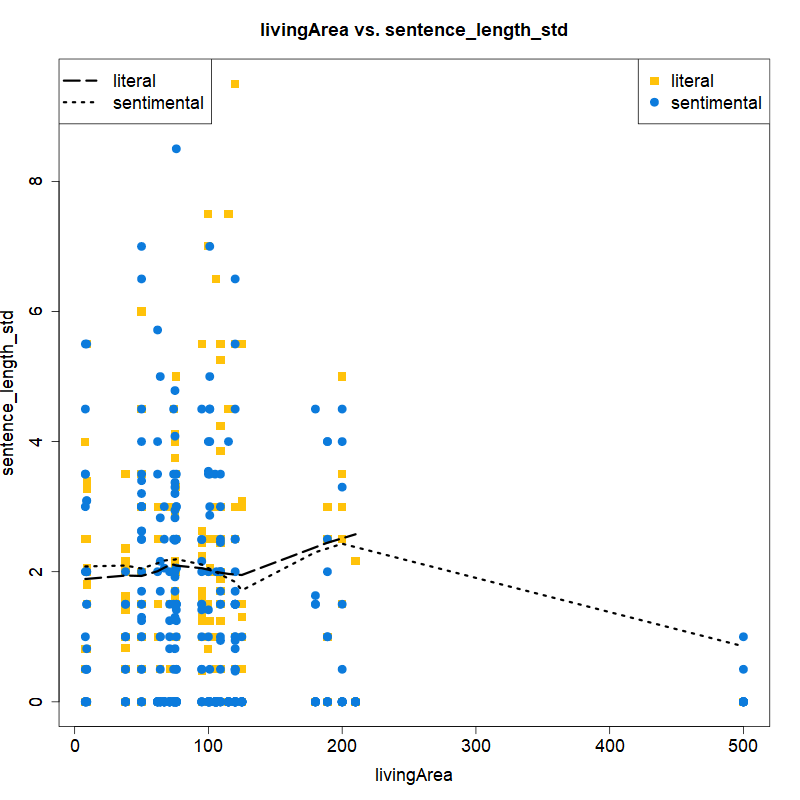 livingArea vs. sentence_length_std
literal
sentimental
literal
sentimental
8
6
4
2
0
sentence_length_std
0 100 200 300 400 500
livingArea